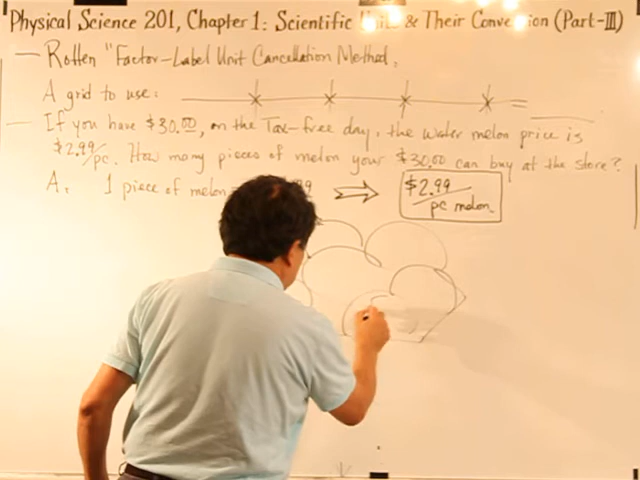 Physical Science 201, Chapter 1: Scientific Units & Their Conversion (Part-III)
— Rotten "Factor-Label Unit Cancellation Method.
A grid to use:
— If you have $30.00, on the Tax-free day, the water melon price is
$2.99/pc. How many pieces of melon your $30.00 can buy at the store?
A: 1 piece of melon
$2.99
/pc melon